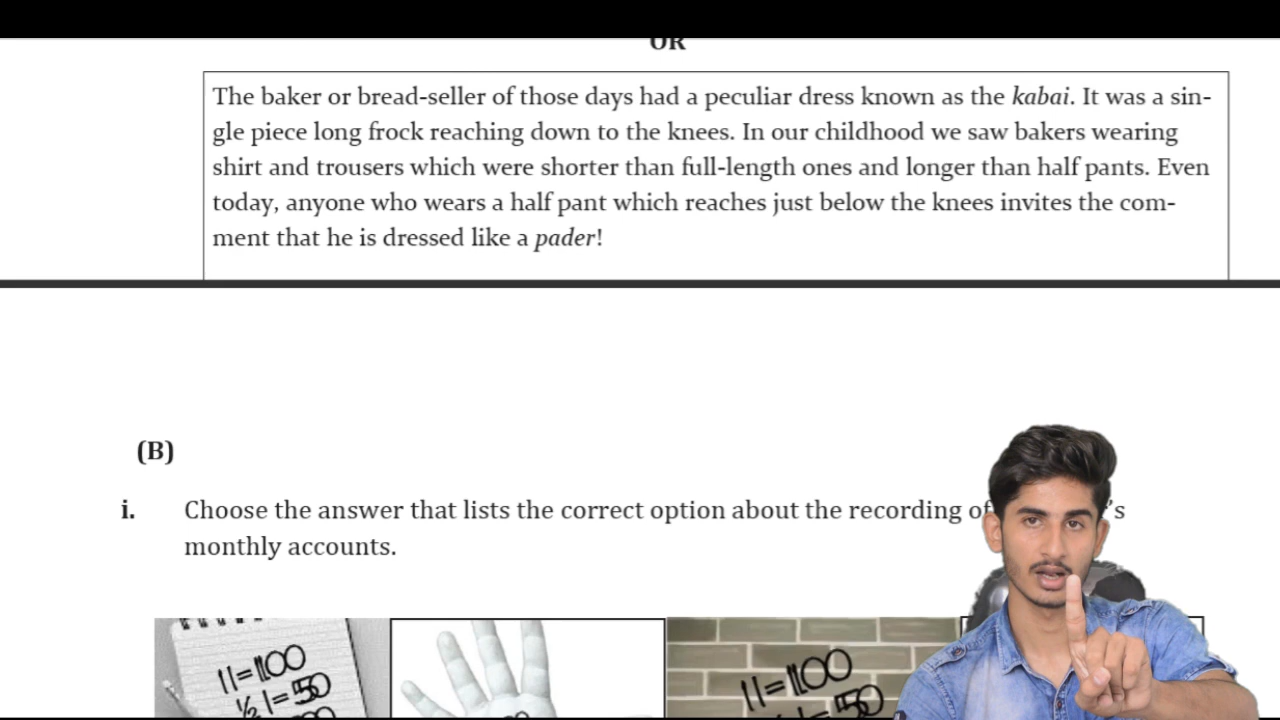 OR
The baker or bread-seller of those days had a peculiar dress known as the kabai. It was a sin-
gle piece long frock reaching down to the knees. In our childhood we saw bakers wearing
shirt and trousers which were shorter than full-length ones and longer than half pants. Even
today, anyone who wears a half pant which reaches just below the knees invites the com-
ment that he is dressed like a pader!
(B)
i. Choose the answer that lists the correct option about the recording of 's
monthly accounts.
1l=100
½ l=50
1l=100
l=50